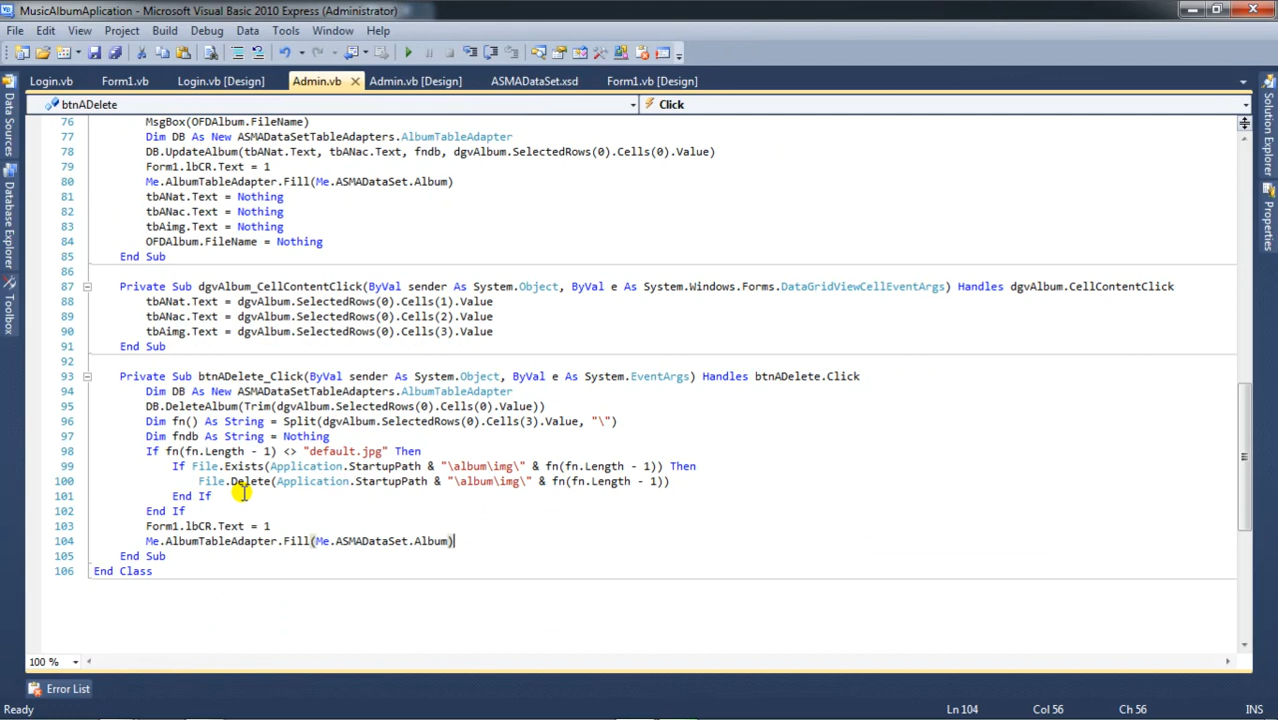 MusicAlbumAplication - Microsoft Visual Basic 2010 Express (Administrator)
File Edit View Project Build Debug Data Tools Window Help
Login.vb Form1.vb Login.vb [Design] Admin.vb Admin.vb [Design] ASMADataSet.xsd Form1.vb [Design]
btnADelete Click
76 MsgBox(OFDAlbum.FileName)
77 Dim DB As New ASMADataSetTableAdapters.AlbumTableAdapter
78 DB.UpdateAlbum(tbANat.Text, tbANac.Text, fndb, dgvAlbum.SelectedRows(0).Cells(0).Value)
79 Form1.lbCR.Text = 1
80 Me.AlbumTableAdapter.Fill(Me.ASMADataSet.Album)
81 tbANat.Text = Nothing
82 tbANac.Text = Nothing
83 tbAimg.Text = Nothing
84 OFDAlbum.FileName = Nothing
85 End Sub
86
87 Private Sub dgvAlbum_CellContentClick(ByVal sender As System.Object, ByVal e As System.Windows.Forms.DataGridViewCellEventArgs) Handles dgvAlbum.CellContentClick
88 tbANat.Text = dgvAlbum.SelectedRows(0).Cells(1).Value
89 tbANac.Text = dgvAlbum.SelectedRows(0).Cells(2).Value
90 tbAimg.Text = dgvAlbum.SelectedRows(0).Cells(3).Value
91 End Sub
92
93 Private Sub btnADelete_Click(ByVal sender As System.Object, ByVal e As System.EventArgs) Handles btnADelete.Click
94 Dim DB As New ASMADataSetTableAdapters.AlbumTableAdapter
95 DB.DeleteAlbum(Trim(dgvAlbum.SelectedRows(0).Cells(0).Value))
96 Dim fn() As String = Split(dgvAlbum.SelectedRows(0).Cells(3).Value, "\")
97 Dim fndb As String = Nothing
98 If fn(fn.Length - 1) <> "default.jpg" Then
99 If File.Exists(Application.StartupPath & "\album\img\" & fn(fn.Length - 1)) Then
100 File.Delete(Application.StartupPath & "\album\img\" & fn(fn.Length - 1))
101 End If
102 End If
103 Form1.lbCR.Text = 1
104 Me.AlbumTableAdapter.Fill(Me.ASMADataSet.Album)
105 End Sub
106 End Class
100 %
Error List
Ready Ln 104 Col 56 Ch 56 INS
Data Sources
Database Explorer
Toolbox
Solution Explorer
Properties